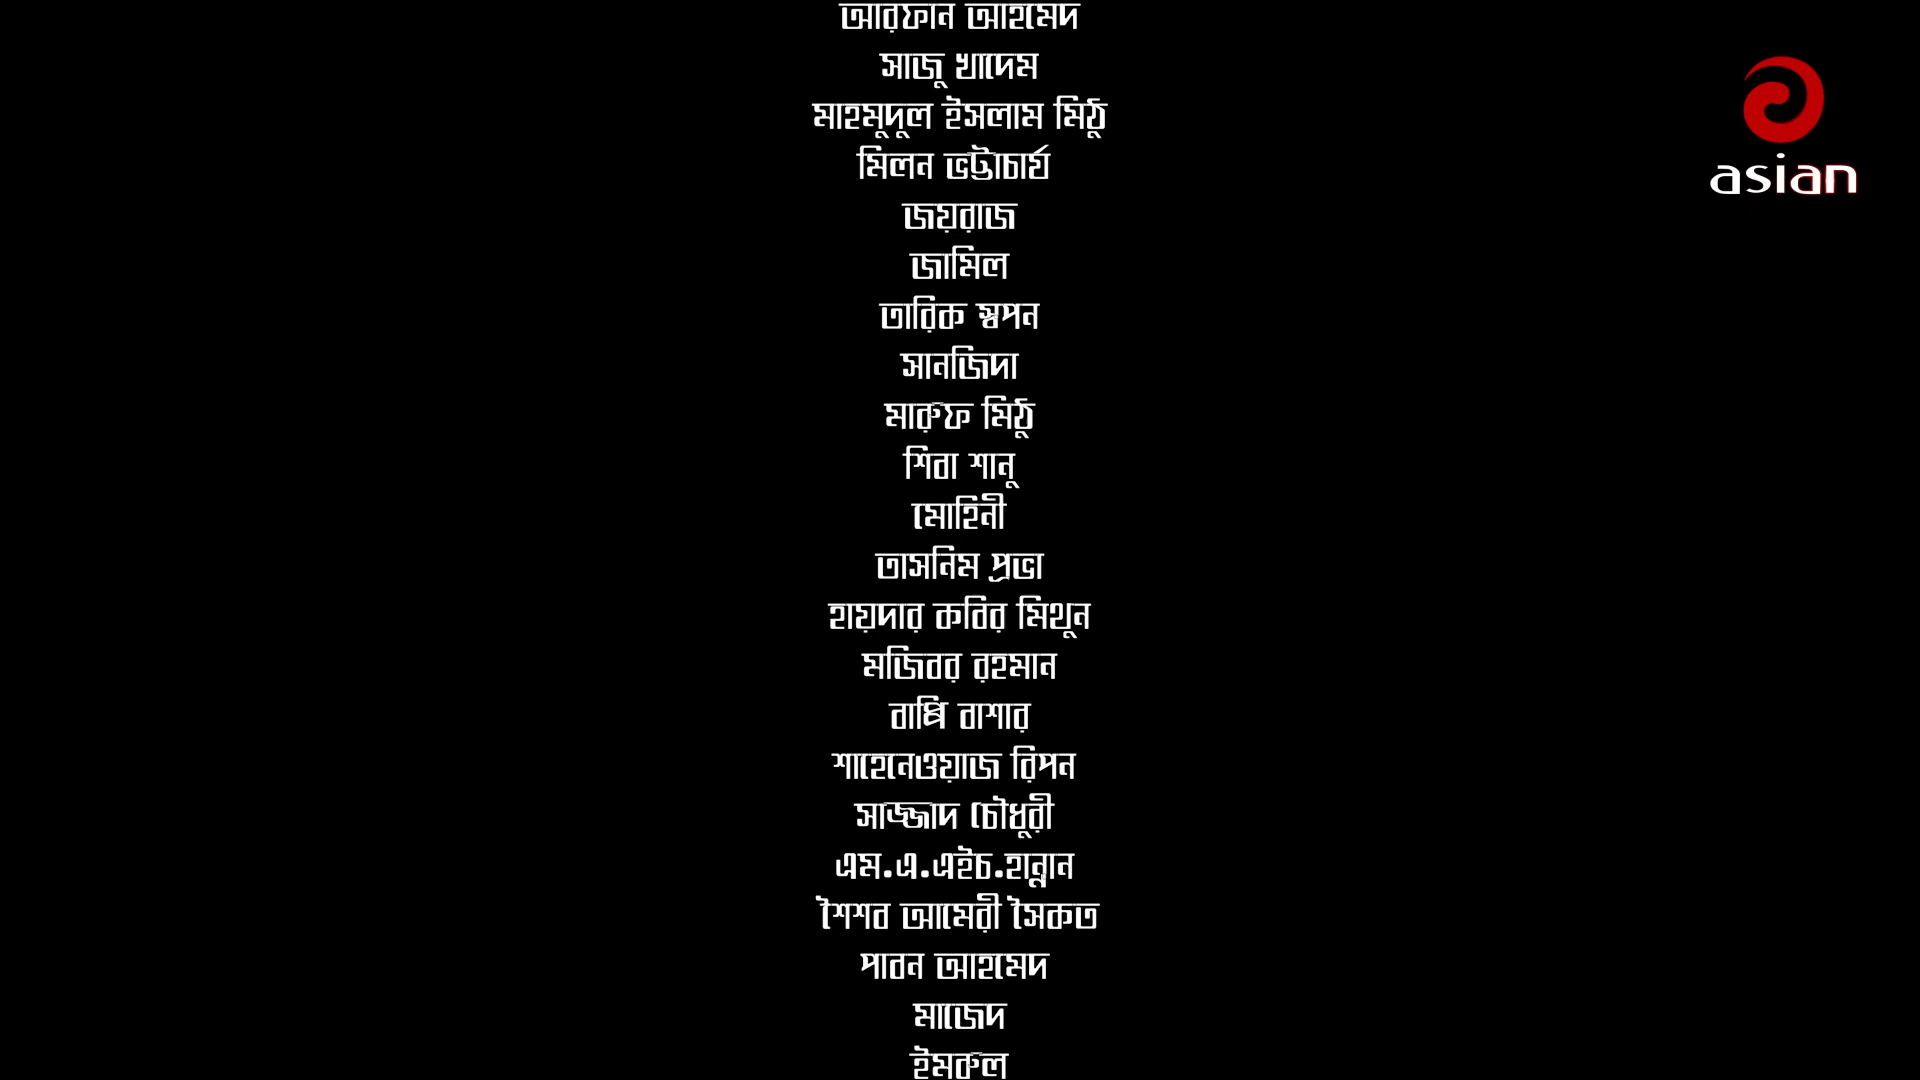 আরফান আহমেদ
সাজু খাদেম
মাহমুদুল ইসলাম মিঠু
মিলন ভট্টাচার্য
জয়রাজ
জামিল
তারিক স্বপন
সানজিদা
মারুফ মিঠু
শিবা শানু
মোহিনী
তাসনিম প্রভা
হায়দার কবির মিথুন
মজিবর রহমান
বাপ্পি বাশার
শাহেনেওয়াজ রিপন
সাজ্জাদ চৌধুরী
এম.এ.এইচ.হান্নান
শৈশব আমেরী সৈকত
পাবন আহমেদ
মাজেদ
ইমরুল
asian